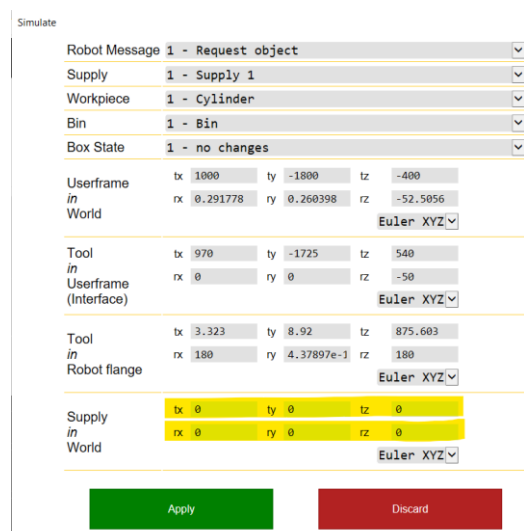 Simulate
Robot Message 1 - Request object
Supply 1 - Supply 1
Workpiece 1 - Cylinder
Bin 1 - Bin
Box State 1 - no changes
Userframe
in
World
tx 1000 ty -1800 tz -400
rx 0.291778 ry 0.260398 rz -52.5056
Euler XYZ
Tool
in
Userframe
(Interface)
tx 970 ty -1725 tz 540
rx 0 ry 0 rz -50
Euler XYZ
Tool
in
Robot flange
tx 3.323 ty 8.92 tz 875.603
rx 180 ry 4.37897e-1 rz 180
Euler XYZ
Supply
in
World
tx 0 ty 0 tz 0
rx 0 ry 0 rz 0
Euler XYZ
Apply Discard